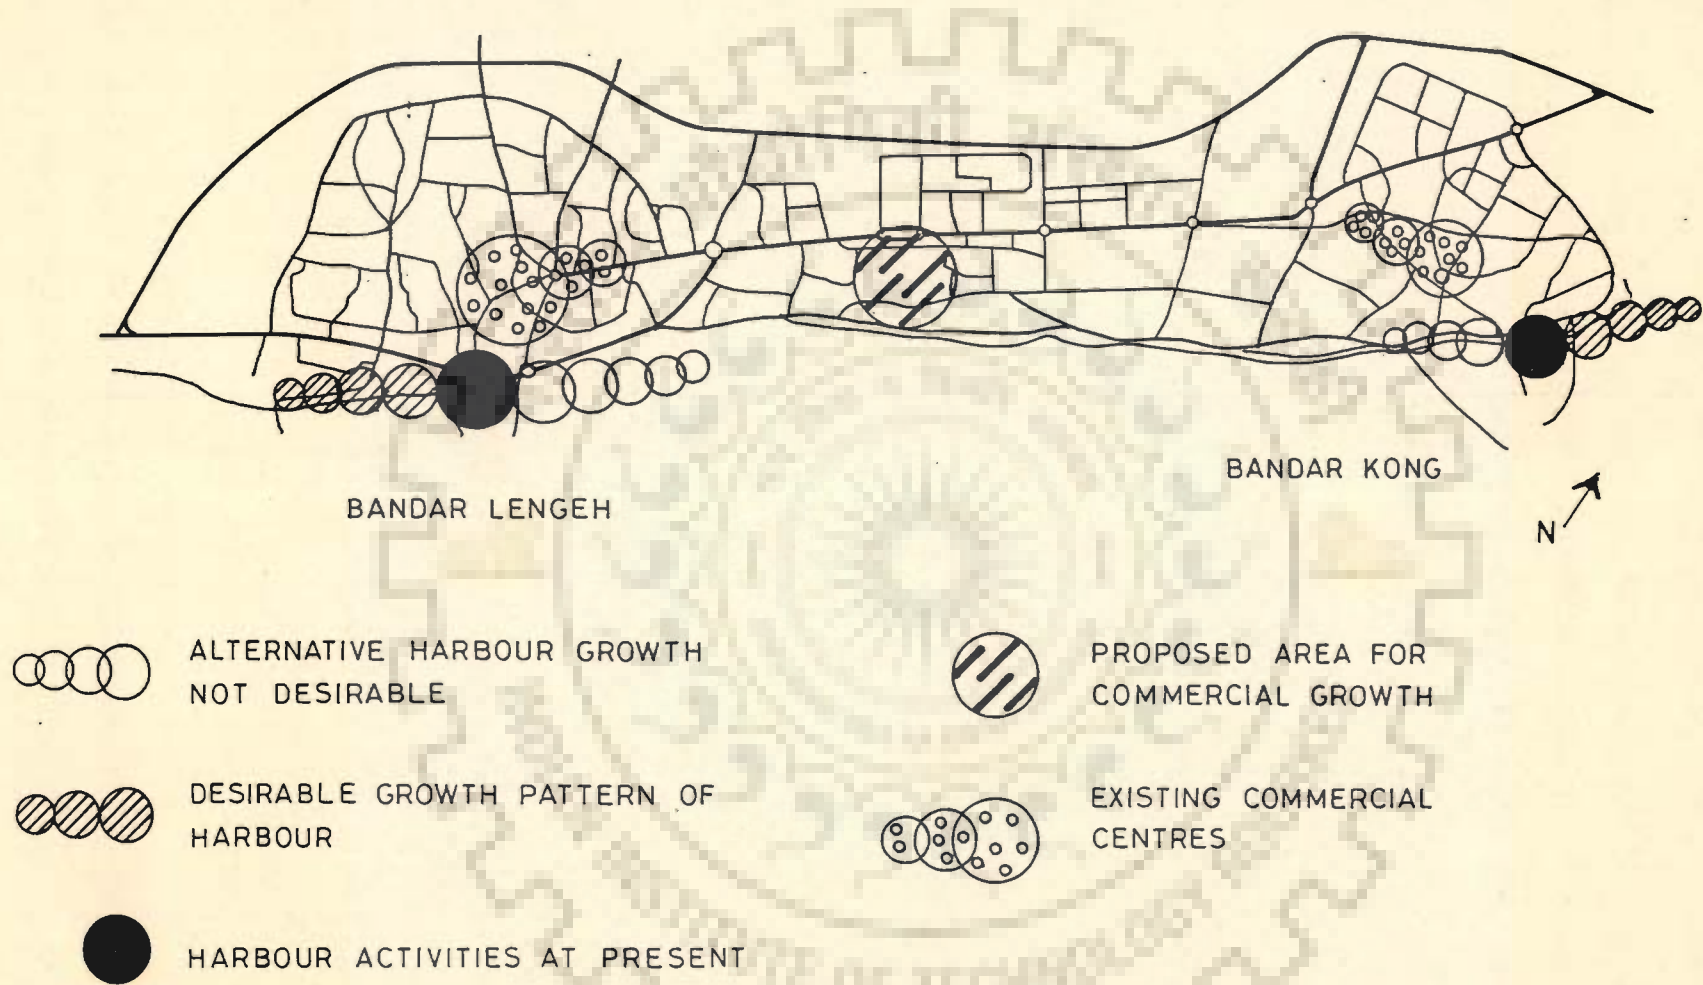 BANDAR LENGEH
BANDAR KONG
N
ALTERNATIVE HARBOUR GROWTH
NOT DESIRABLE
DESIRABLE GROWTH PATTERN OF
HARBOUR
HARBOUR ACTIVITIES AT PRESENT
PROPOSED AREA FOR
COMMERCIAL GROWTH
EXISTING COMMERCIAL
CENTRES